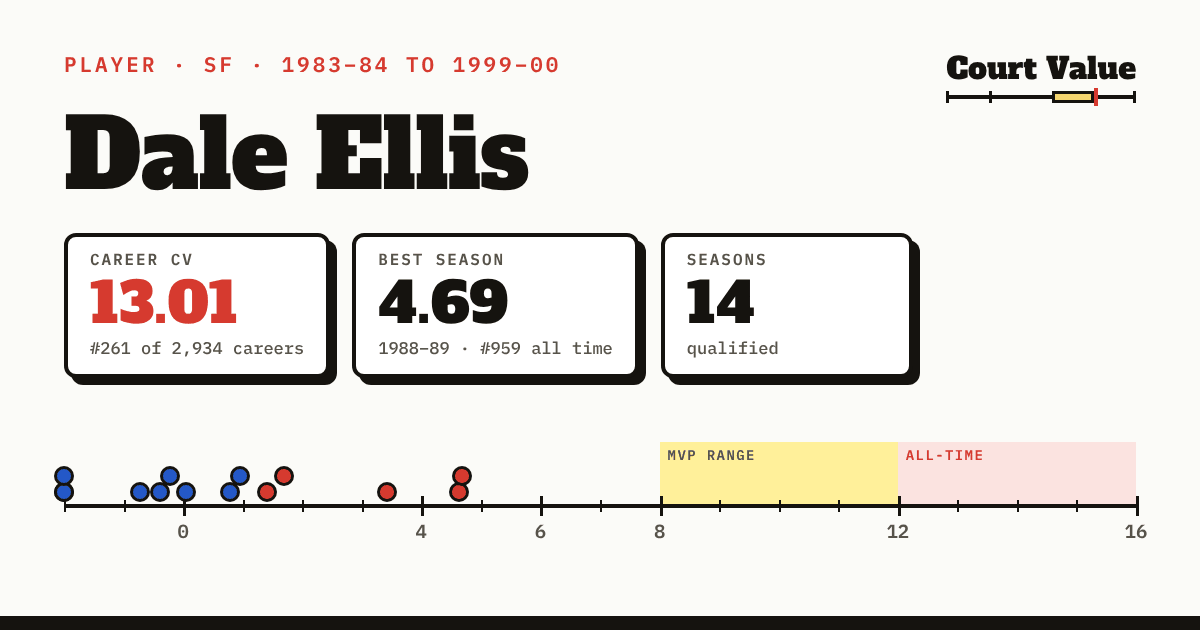 PLAYER · SF · 1983–84 TO 1999–00
Court Value
Dale Ellis
CAREER CV
13.01
#261 of 2,934 careers
BEST SEASON
4.69
1988–89 · #959 all time
SEASONS
14
qualified
MVP RANGE
ALL-TIME
0 4 6 8 12 16